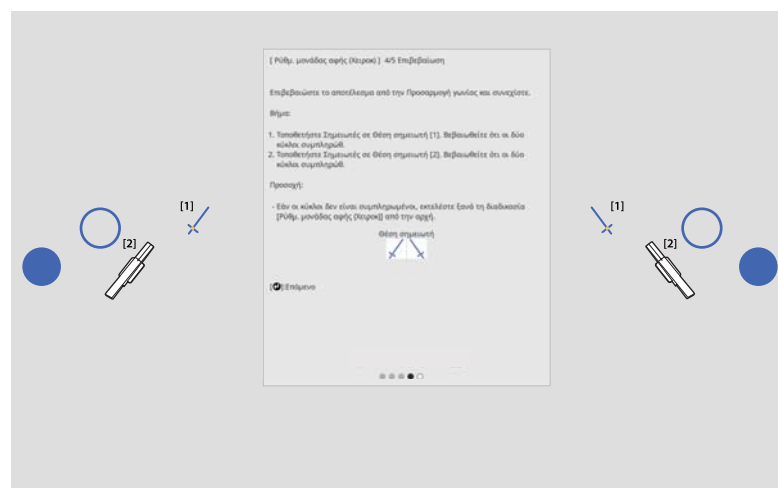 [ Ρύθμ. μονάδας αφής (Χειροκ) ] 4/5 Επιβεβαίωση
Επιβεβαιώστε το αποτέλεσμα από την Προσαρμογή γωνίας και συνεχίστε.
Βήμα:
1. Τοποθετήστε Σημειωτές σε Θέση σημειωτή [1]. Βεβαιωθείτε ότι οι δύο
κύκλοι συμπληρώθ.
2. Τοποθετήστε Σημειωτές σε Θέση σημειωτή [2]. Βεβαιωθείτε ότι οι δύο
κύκλοι συμπληρώθ.
Προσοχή:
- Εάν οι κύκλοι δεν είναι συμπληρωμένοι, εκτελέστε ξανά τη διαδικασία
[Ρύθμ. μονάδας αφής (Χειροκ)] από την αρχή.
Θέση σημειωτή
[1]
[2]
[1]
[2]
[ ]:Επόμενο